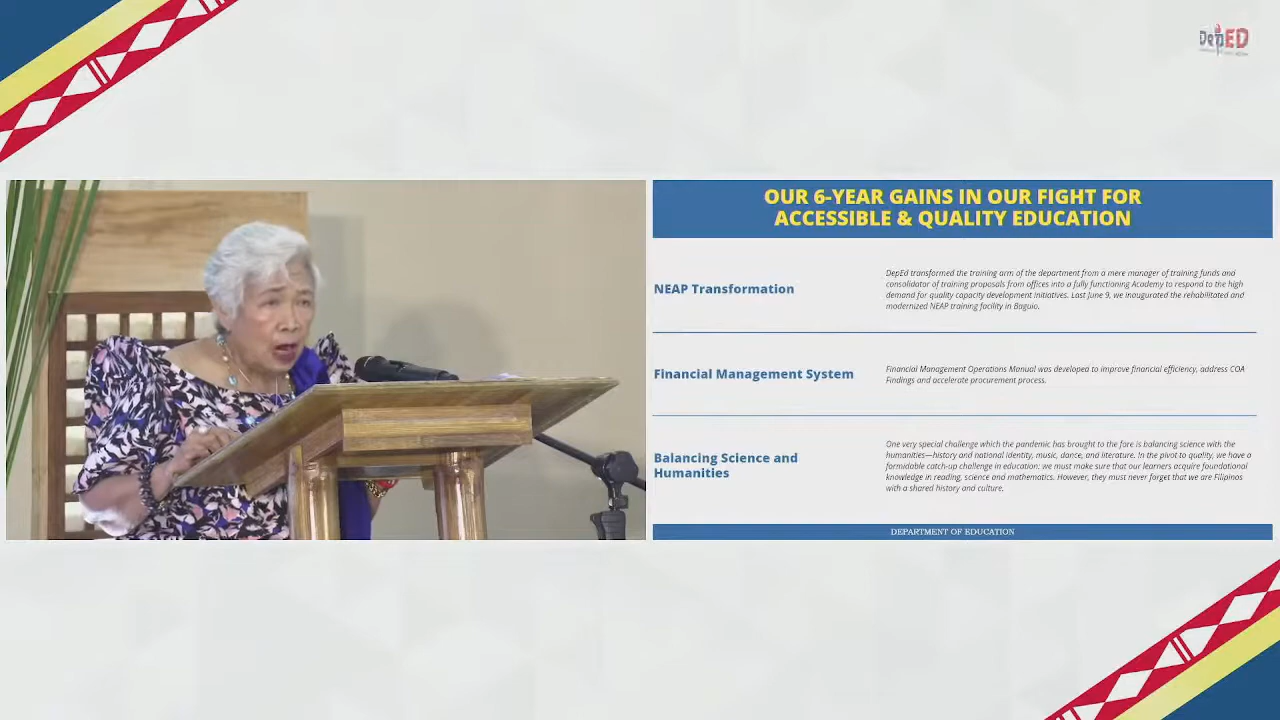 DepED
OUR 6-YEAR GAINS IN OUR FIGHT FOR
ACCESSIBLE & QUALITY EDUCATION
NEAP Transformation
DepEd transformed the training arm of the department from a mere manager of training funds and
consolidator of training proposals from offices into a fully functioning Academy to respond to the high
demand for quality capacity development initiatives. Last June 9, we inaugurated the rehabilitated and
modernized NEAP training facility in Baguio.
Financial Management System
Financial Management Operations Manual was developed to improve financial efficiency, address COA
Findings and accelerate procurement process.
Balancing Science and
Humanities
One very special challenge which the pandemic has brought to the fore is balancing science with the
humanities—history and national identity, music, dance, and literature. In the pivot to quality, we have a
formidable catch-up challenge in education: we must make sure that our learners acquire foundational
knowledge in reading, science and mathematics. However, they must never forget that we are Filipinos
with a shared history and culture.
DEPARTMENT OF EDUCATION